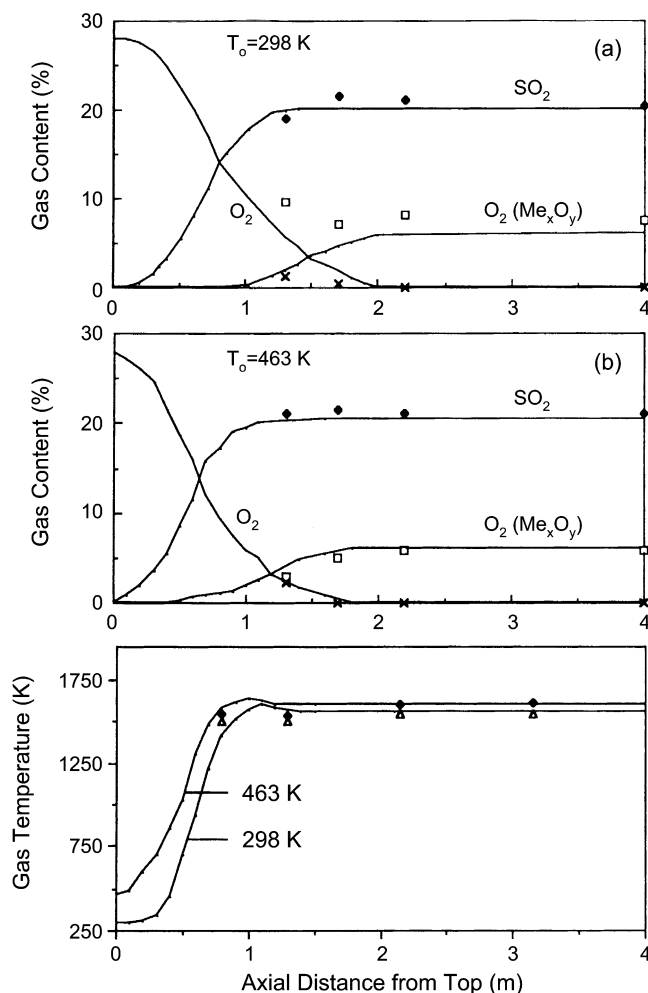 30
20
10
0
Gas Content (%)
T₀=298 K
(a)
SO₂
O₂
O₂ (MeₓOᵧ)
0
1
2
3
4
30
20
10
0
Gas Content (%)
T₀=463 K
(b)
SO₂
O₂
O₂ (MeₓOᵧ)
0
1
2
3
4
1750
1250
750
250
Gas Temperature (K)
463 K
298 K
0
1
2
3
4
Axial Distance from Top (m)